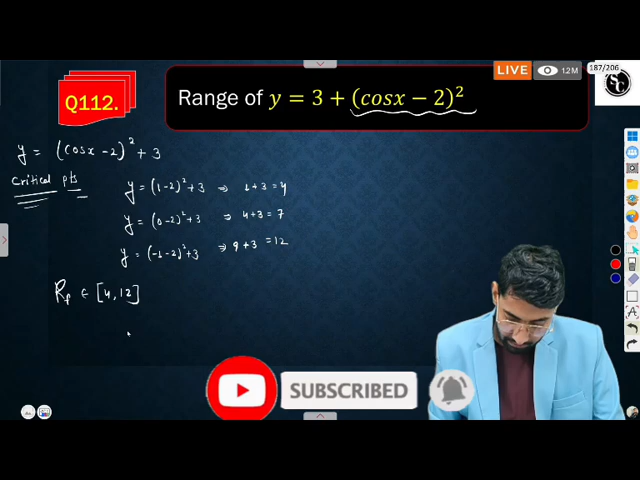 LIVE 12M 187/206
Q112.
Range of y = 3 + (cosx − 2)²
y = (cosx −2)² + 3
Critical pts
y = (1−2)² + 3 ⇒ 1+3 = 4
y = (0−2)² + 3 ⇒ 4+3 = 7
y = (−1−2)² + 3 ⇒ 9+3 = 12
R_f ∈ [4, 12]
SUBSCRIBED